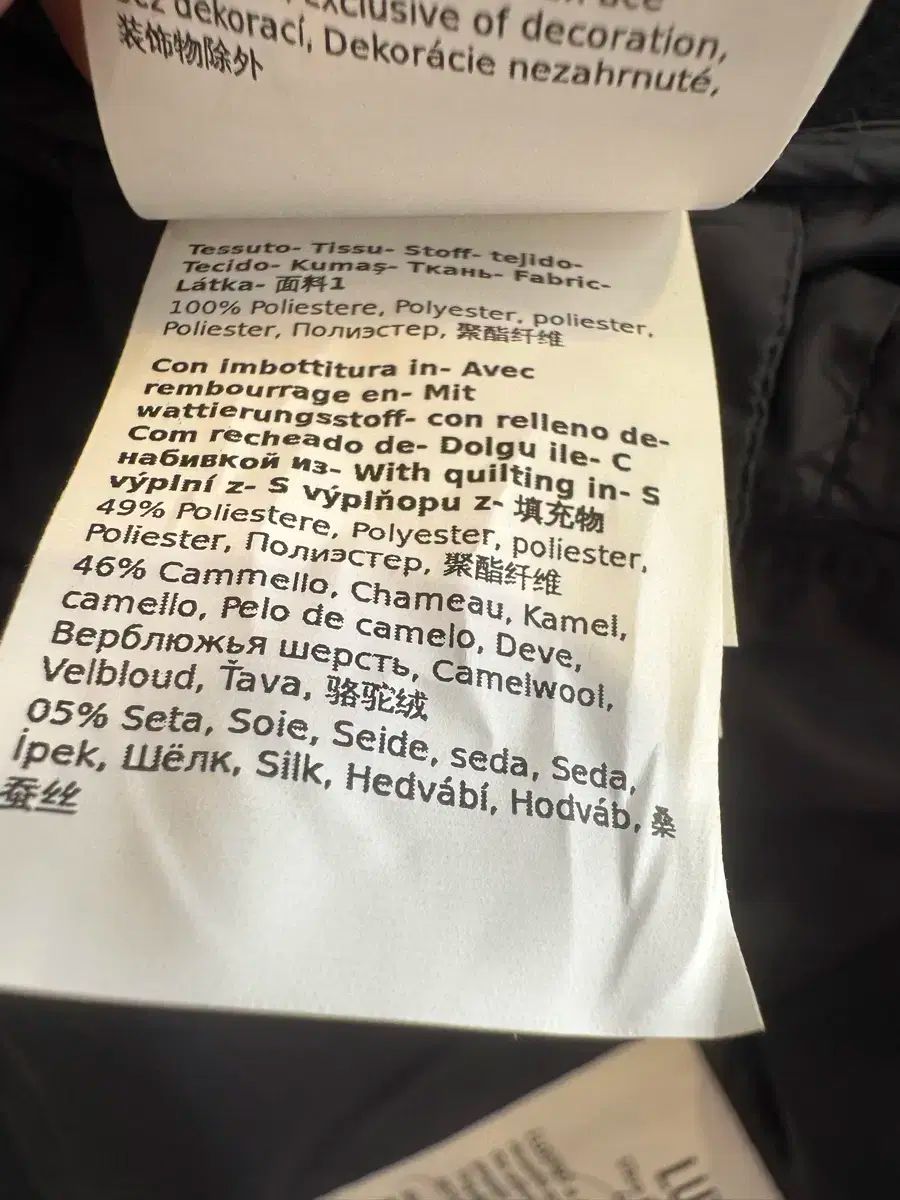 exclusive of decoration,
dekorací, Dekorácie nezahrnuté,
装饰物除外
Tessuto- Tissu- Stoff- tejido-
Tecido- Kumaş- Ткань- Fabric-
Látka- 面料1
100% Poliestere, Polyester, poliester,
Poliester, Полиэстер, 聚酯纤维
Con imbottitura in- Avec
rembourrage en- Mit
wattierungsstoff- con relleno de-
Com recheado de- Dolgu ile- C
набивкой из- With quilting in- S
výplní z- S výplňopu z- 填充物
49% Poliestere, Polyester, poliester,
Poliester, Полиэстер, 聚酯纤维
46% Cammello, Chameau, Kamel,
camello, Pelo de camelo, Deve,
Верблюжья шерсть, Camelwool,
Velbloud, Ťava, 骆驼绒
05% Seta, Soie, Seide, seda, Seda,
İpek, Шёлк, Silk, Hedvábí, Hodváb, 桑
蚕丝